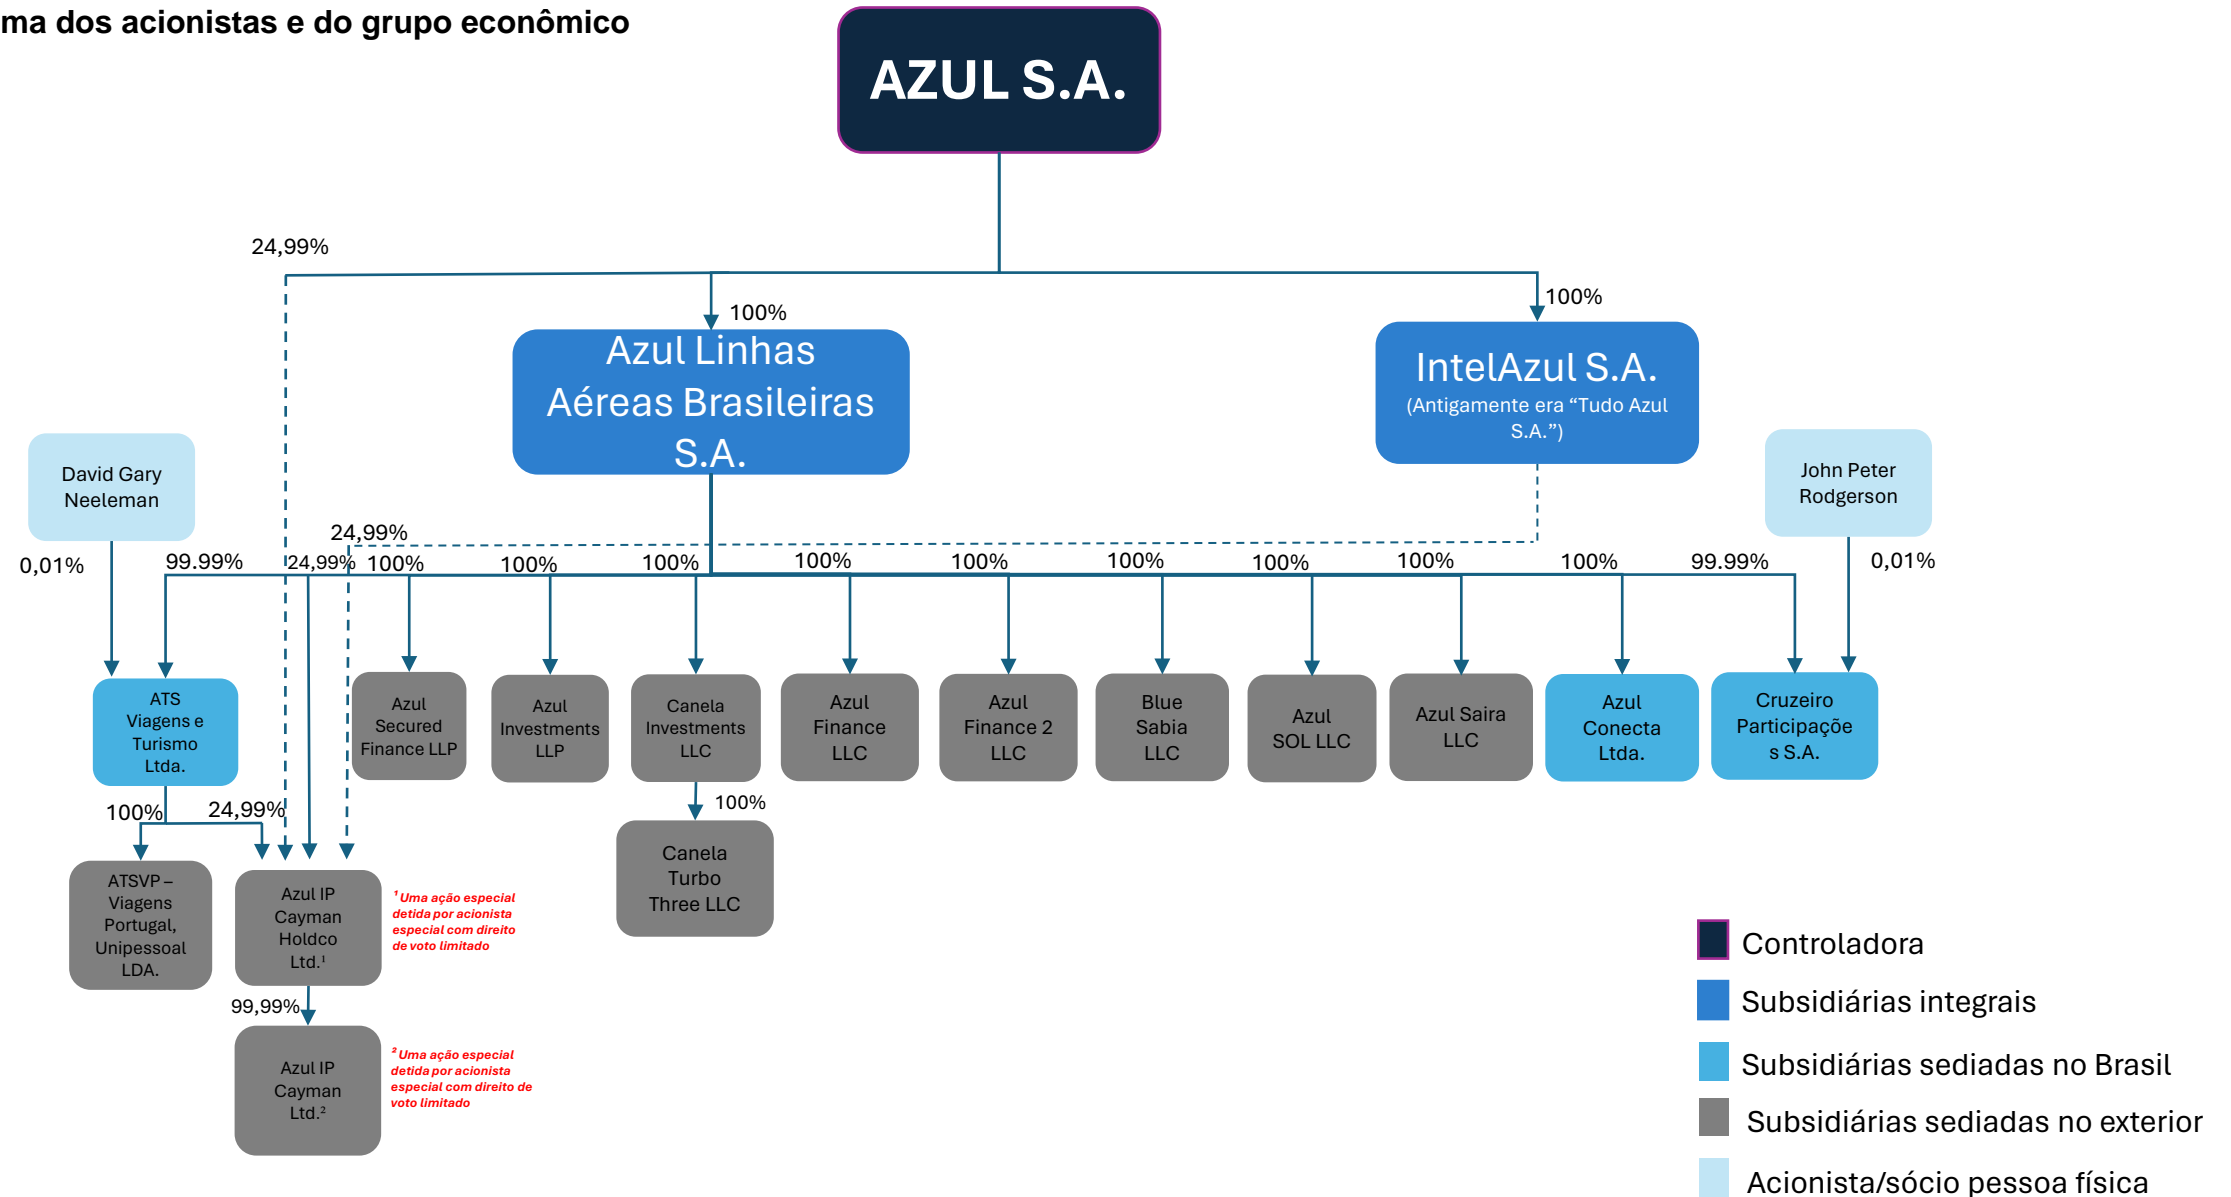 ma dos acionistas e do grupo econômico
AZUL S.A.
24,99%
100%
100%
Azul Linhas
Aéreas Brasileiras
S.A.
IntelAzul S.A.
(Antigamente era “Tudo Azul
S.A.”)
David Gary
Neeleman
John Peter
Rodgerson
24,99%
0,01%
99.99%
24,99%
100%
100%
100%
100%
100%
100%
100%
100%
100%
99.99%
0,01%
ATS
Viagens e
Turismo
Ltda.
Azul
Secured
Finance LLP
Azul
Investments
LLP
Canela
Investments
LLC
Azul
Finance
LLC
Azul
Finance 2
LLC
Blue
Sabia
LLC
Azul
SOL LLC
Azul Saira
LLC
Azul
Conecta
Ltda.
Cruzeiro
Participaçõe
s S.A.
100%
24,99%
100%
ATSVP –
Viagens
Portugal,
Unipessoal
LDA.
Azul IP
Cayman
Holdco
Ltd.¹
¹ Uma ação especial
detida por acionista
especial com direito
de voto limitado
Canela
Turbo
Three LLC
99,99%
Azul IP
Cayman
Ltd.²
² Uma ação especial
detida por acionista
especial com direito de
voto limitado
Controladora
Subsidiárias integrais
Subsidiárias sediadas no Brasil
Subsidiárias sediadas no exterior
Acionista/sócio pessoa física